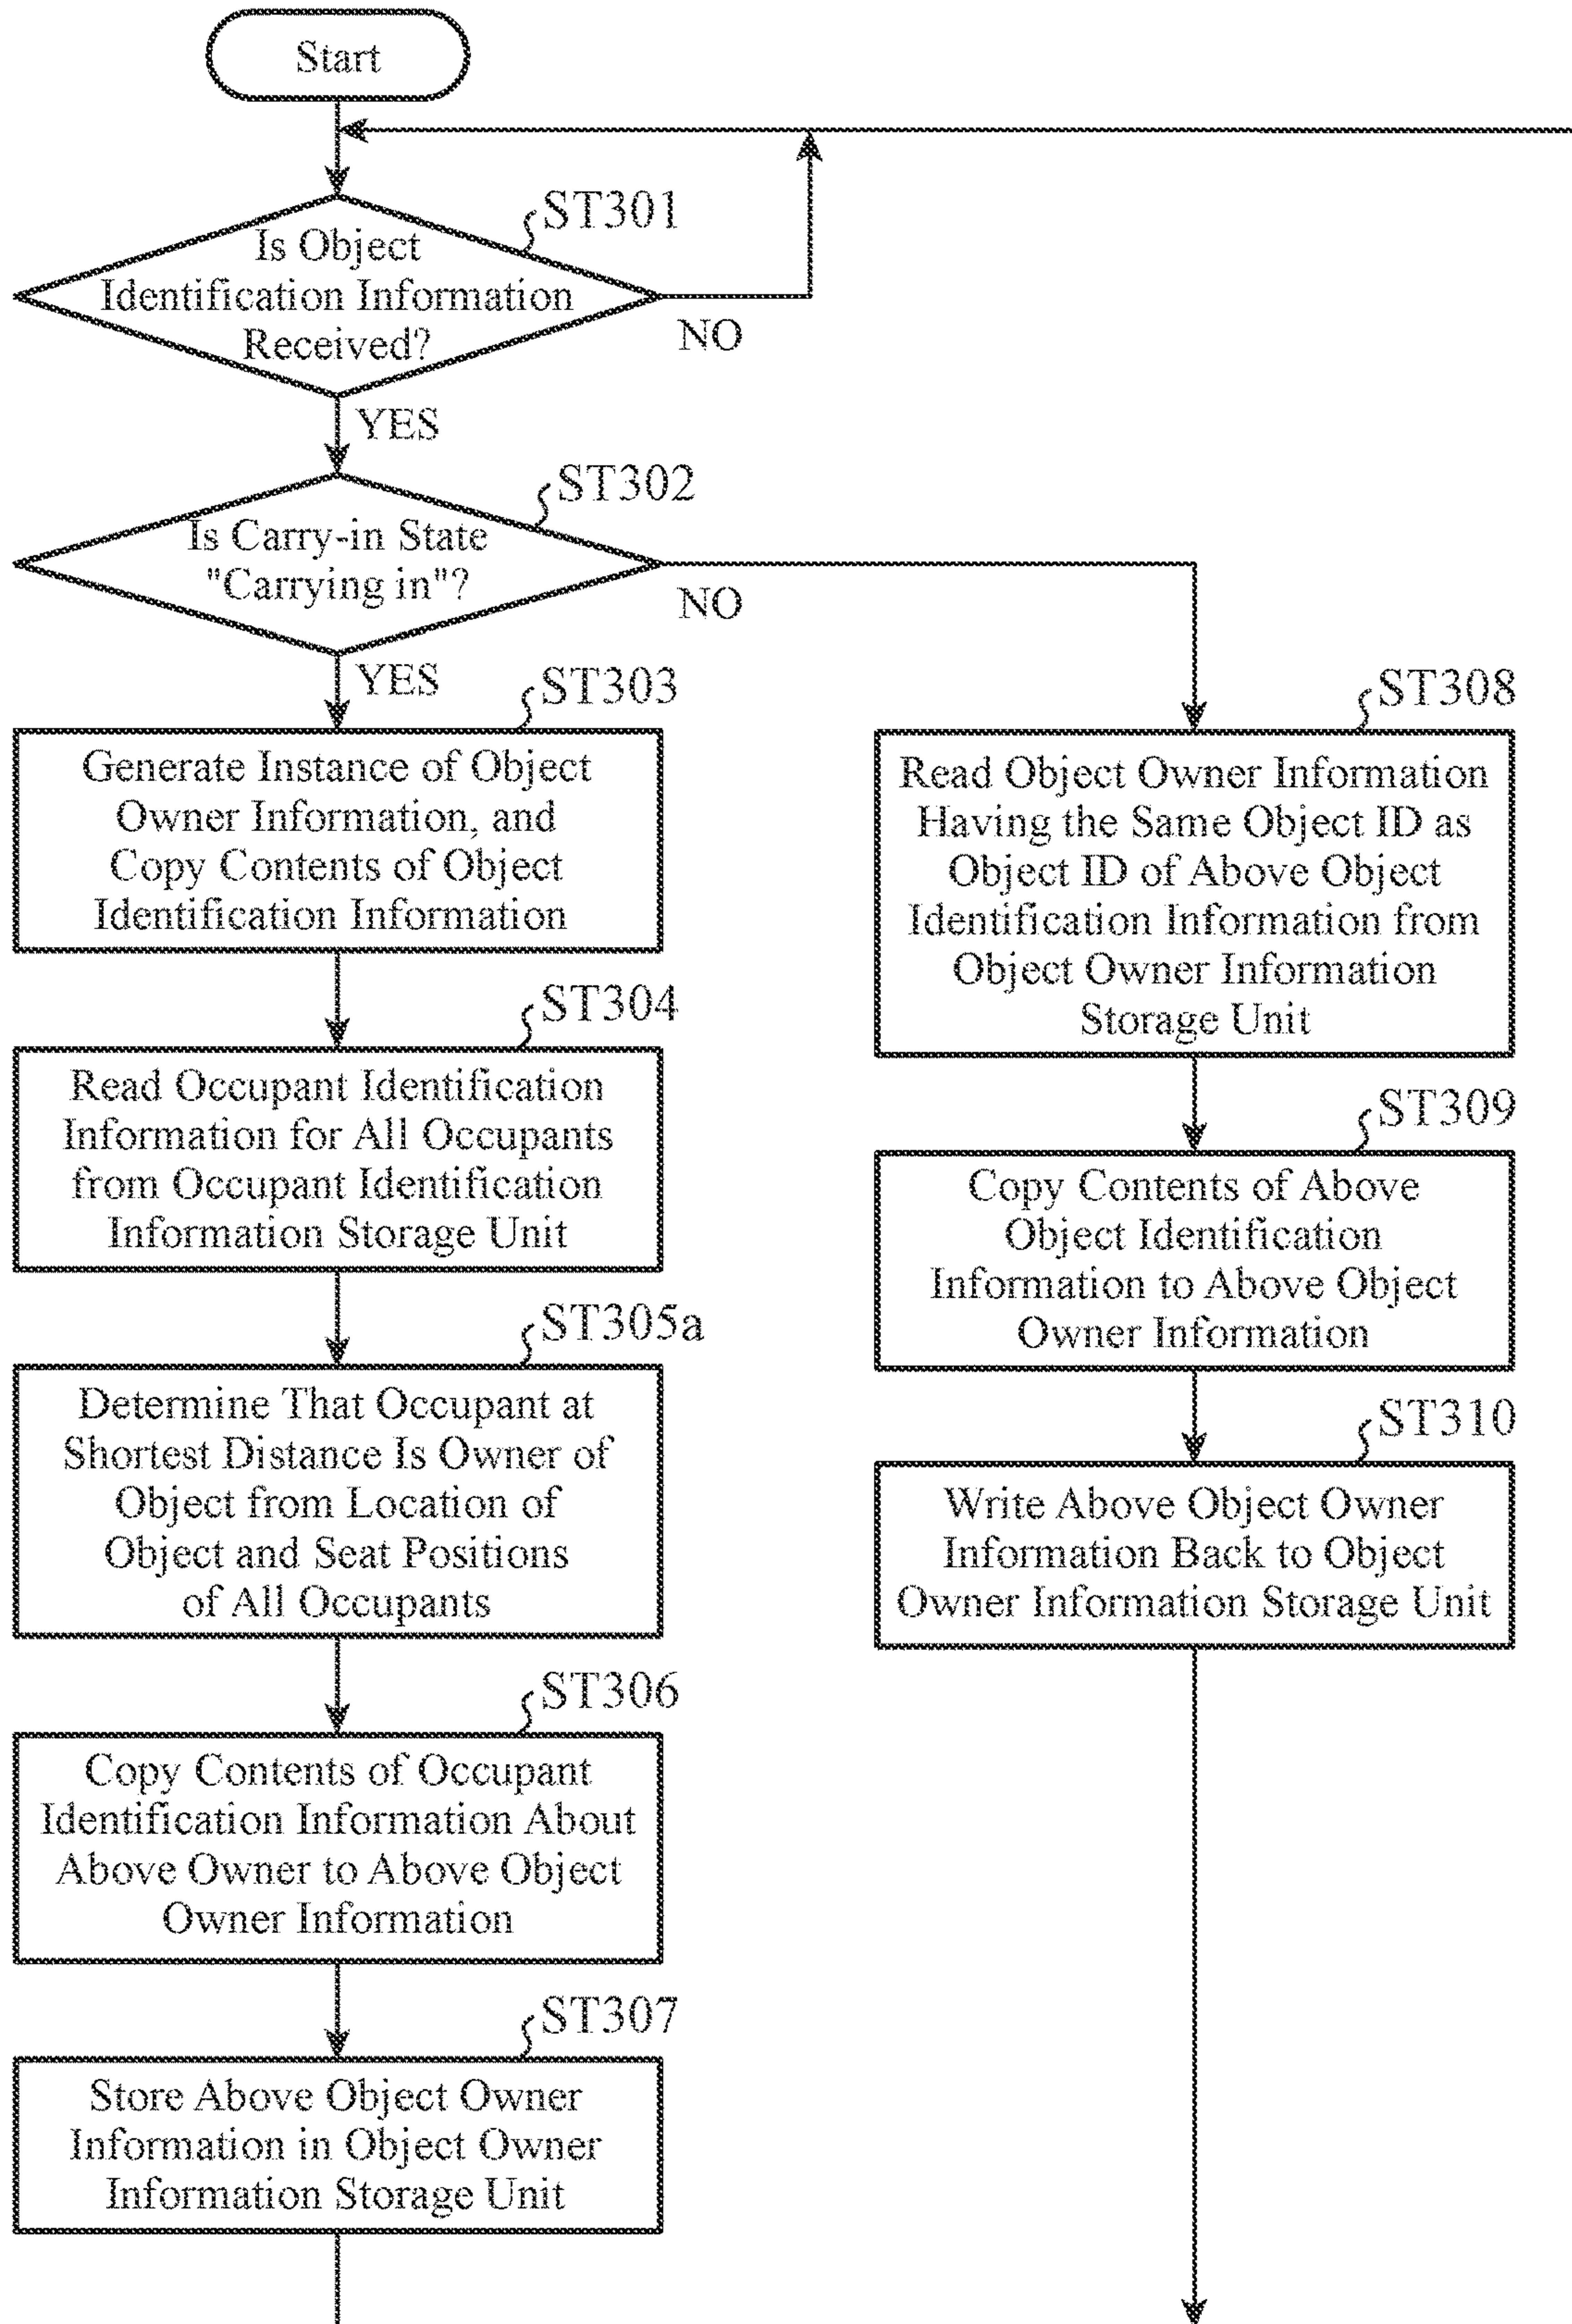 Start
ST301
Is Object
Identification Information
Received?
NO
YES
ST302
Is Carry-in State
"Carrying in"?
NO
YES
ST303
Generate Instance of Object
Owner Information, and
Copy Contents of Object
Identification Information
ST304
Read Occupant Identification
Information for All Occupants
from Occupant Identification
Information Storage Unit
ST305a
Determine That Occupant at
Shortest Distance Is Owner of
Object from Location of
Object and Seat Positions
of All Occupants
ST306
Copy Contents of Occupant
Identification Information About
Above Owner to Above Object
Owner Information
ST307
Store Above Object Owner
Information in Object Owner
Information Storage Unit
ST308
Read Object Owner Information
Having the Same Object ID as
Object ID of Above Object
Identification Information from
Object Owner Information
Storage Unit
ST309
Copy Contents of Above
Object Identification
Information to Above Object
Owner Information
ST310
Write Above Object Owner
Information Back to Object
Owner Information Storage Unit